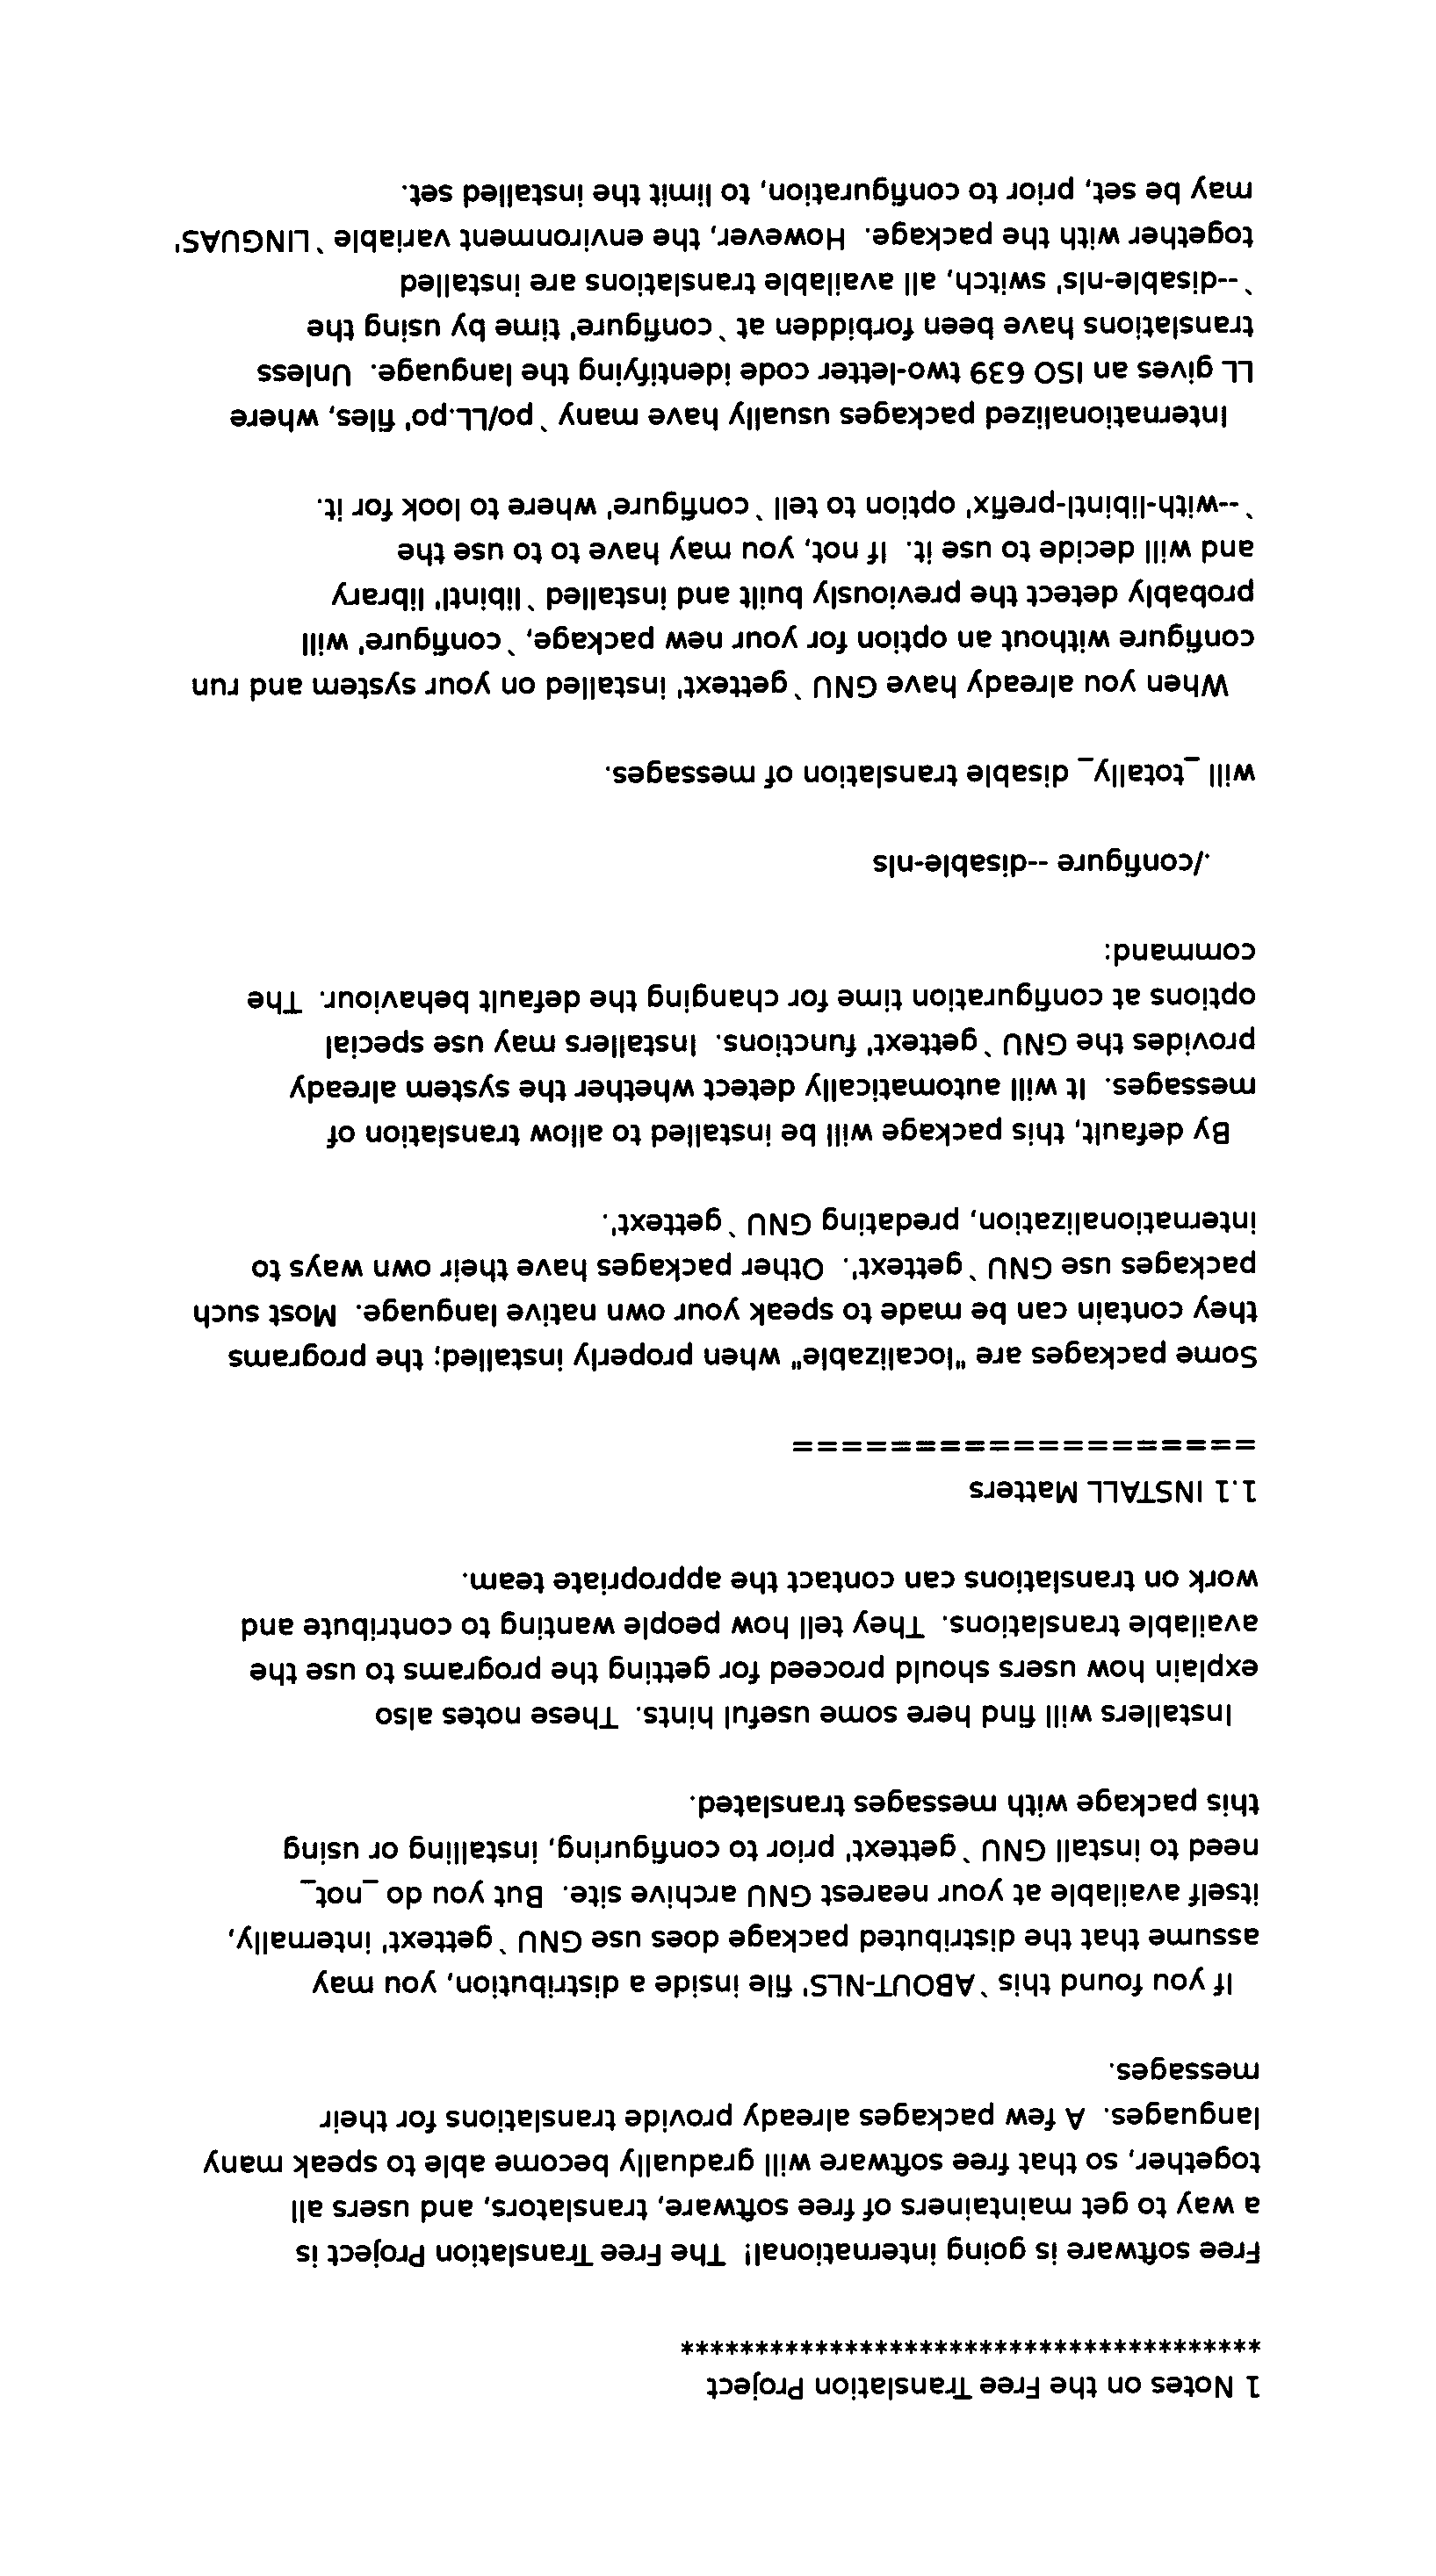 1 Notes on the Free Translation Project
***************************************
Free software is going international!  The Free Translation Project is
a way to get maintainers of free software, translators, and users all
together, so that free software will gradually become able to speak many
languages.  A few packages already provide translations for their
messages.
If you found this `ABOUT-NLS' file inside a distribution, you may
assume that the distributed package does use GNU `gettext' internally,
itself available at your nearest GNU archive site.  But you do _not_
need to install GNU `gettext' prior to configuring, installing or using
this package with messages translated.
Installers will find here some useful hints.  These notes also
explain how users should proceed for getting the programs to use the
available translations.  They tell how people wanting to contribute and
work on translations can contact the appropriate team.
1.1 INSTALL Matters
===================
Some packages are "localizable" when properly installed; the programs
they contain can be made to speak your own native language.  Most such
packages use GNU `gettext'.  Other packages have their own ways to
internationalization, predating GNU `gettext'.
By default, this package will be installed to allow translation of
messages.  It will automatically detect whether the system already
provides the GNU `gettext' functions.  Installers may use special
options at configuration time for changing the default behaviour.  The
command:
./configure --disable-nls
will _totally_ disable translation of messages.
When you already have GNU `gettext' installed on your system and run
configure without an option for your new package, `configure' will
probably detect the previously built and installed `libintl' library
and will decide to use it.  If not, you may have to to use the
`--with-libintl-prefix' option to tell `configure' where to look for it.
Internationalized packages usually have many `po/LL.po' files, where
LL gives an ISO 639 two-letter code identifying the language.  Unless
translations have been forbidden at `configure' time by using the
`--disable-nls' switch, all available translations are installed
together with the package.  However, the environment variable `LINGUAS'
may be set, prior to configuration, to limit the installed set.